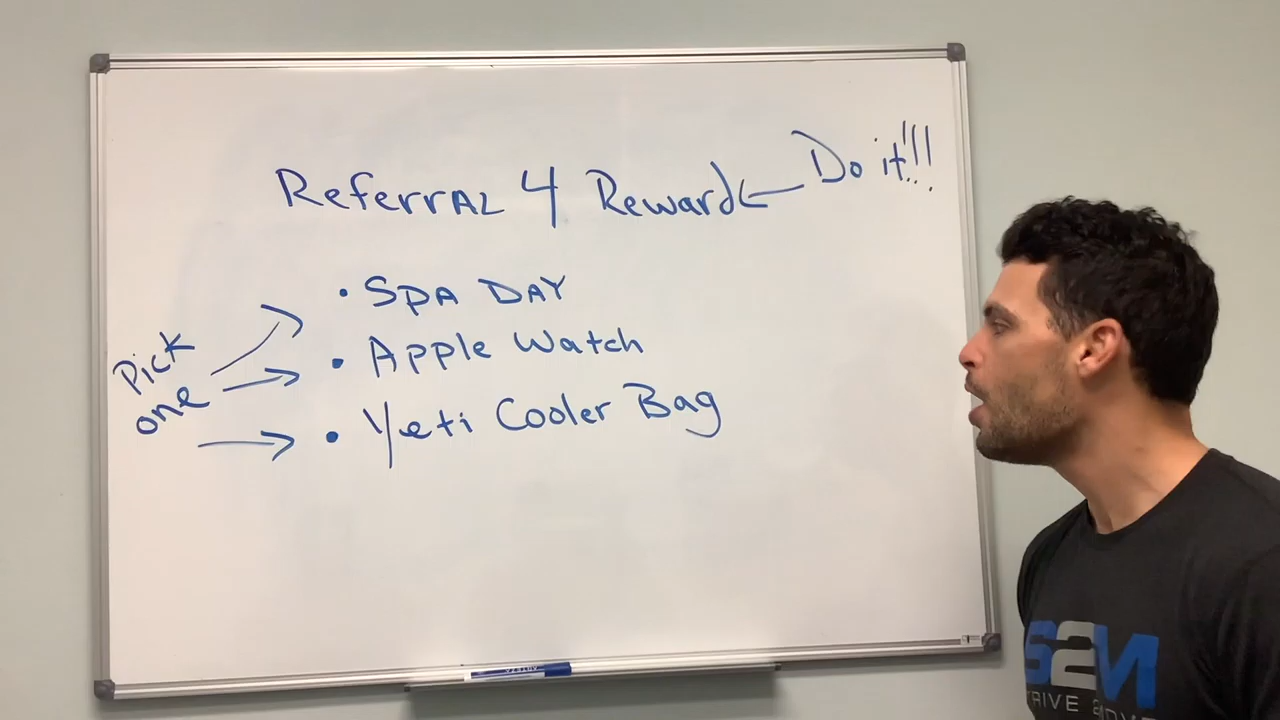 Referral 4 Reward
Do it!!!
Pick
one
• Spa Day
• Apple Watch
• Yeti Cooler Bag
S2M